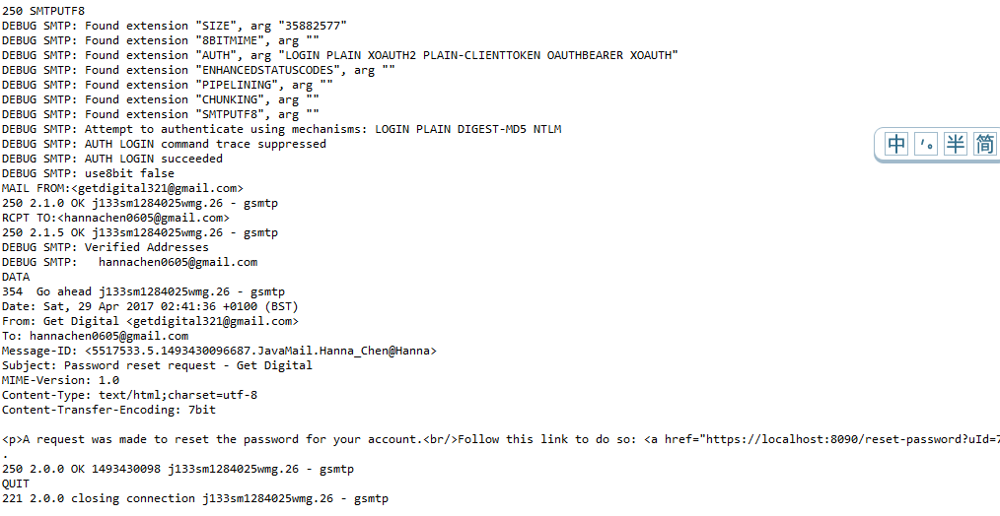 250 SMTPUTF8
DEBUG SMTP: Found extension "SIZE", arg "35882577"
DEBUG SMTP: Found extension "8BITMIME", arg ""
DEBUG SMTP: Found extension "AUTH", arg "LOGIN PLAIN XOAUTH2 PLAIN-CLIENTTOKEN OAUTHBEARER XOAUTH"
DEBUG SMTP: Found extension "ENHANCEDSTATUSCODES", arg ""
DEBUG SMTP: Found extension "PIPELINING", arg ""
DEBUG SMTP: Found extension "CHUNKING", arg ""
DEBUG SMTP: Found extension "SMTPUTF8", arg ""
DEBUG SMTP: Attempt to authenticate using mechanisms: LOGIN PLAIN DIGEST-MD5 NTLM
DEBUG SMTP: AUTH LOGIN command trace suppressed
DEBUG SMTP: AUTH LOGIN succeeded
DEBUG SMTP: use8bit false
MAIL FROM:<getdigital321@gmail.com>
250 2.1.0 OK j133sm1284025wmg.26 - gsmtp
RCPT TO:<hannachen0605@gmail.com>
250 2.1.5 OK j133sm1284025wmg.26 - gsmtp
DEBUG SMTP: Verified Addresses
DEBUG SMTP:   hannachen0605@gmail.com
DATA
354  Go ahead j133sm1284025wmg.26 - gsmtp
Date: Sat, 29 Apr 2017 02:41:36 +0100 (BST)
From: Get Digital <getdigital321@gmail.com>
To: hannachen0605@gmail.com
Message-ID: <5517533.5.1493430096687.JavaMail.Hanna_Chen@Hanna>
Subject: Password reset request - Get Digital
MIME-Version: 1.0
Content-Type: text/html;charset=utf-8
Content-Transfer-Encoding: 7bit
<p>A request was made to reset the password for your account.<br/>Follow this link to do so: <a href="https://localhost:8090/reset-password?uId=7
.
250 2.0.0 OK 1493430098 j133sm1284025wmg.26 - gsmtp
QUIT
221 2.0.0 closing connection j133sm1284025wmg.26 - gsmtp
中 ’。 半 简